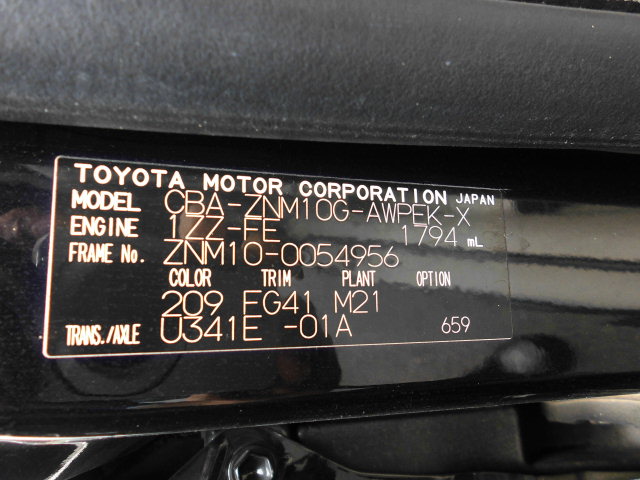 TOYOTA MOTOR CORPORATION JAPAN
MODEL CBA-ZNM10G-AWPEK-X
ENGINE 1ZZ-FE 1794 mL
FRAME No. ZNM10-0054956
COLOR TRIM PLANT OPTION
209 FG41 M21
TRANS./AXLE U341E -01A 659